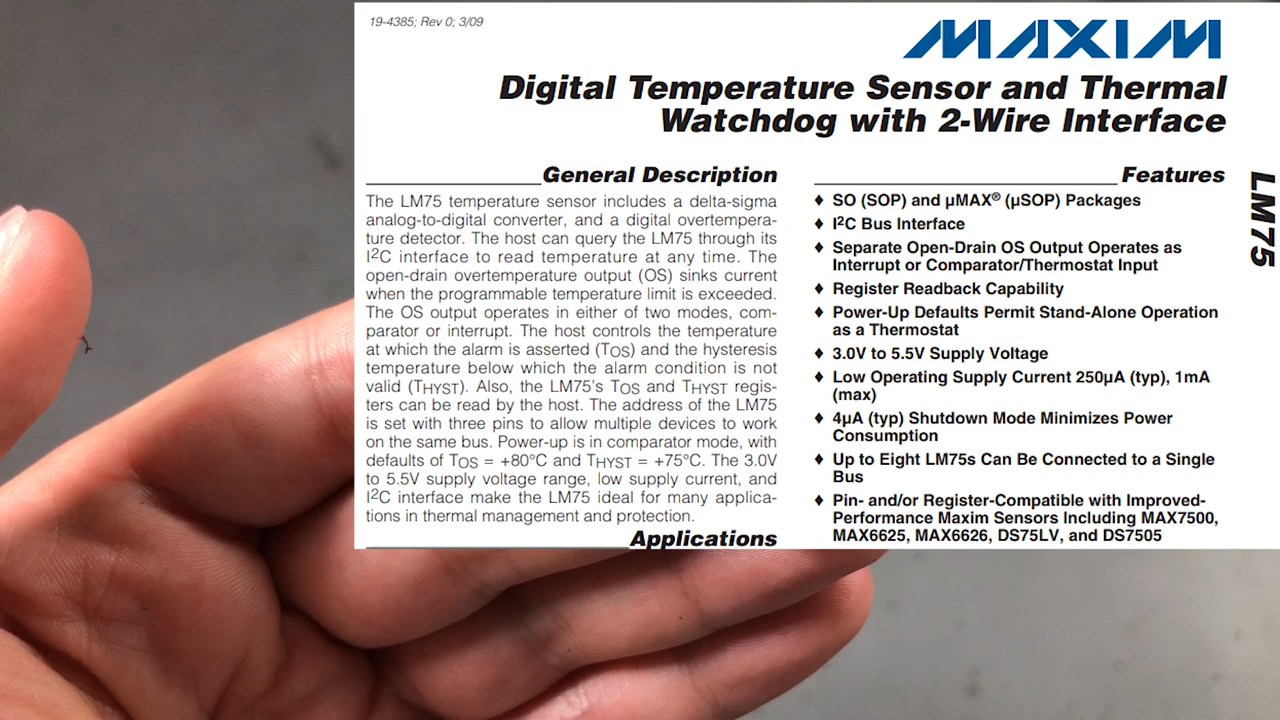 19-4385; Rev 0; 3/09
MAXIM
Digital Temperature Sensor and Thermal
Watchdog with 2-Wire Interface
General Description
The LM75 temperature sensor includes a delta-sigma
analog-to-digital converter, and a digital overtempera-
ture detector. The host can query the LM75 through its
I²C interface to read temperature at any time. The
open-drain overtemperature output (OS) sinks current
when the programmable temperature limit is exceeded.
The OS output operates in either of two modes, com-
parator or interrupt. The host controls the temperature
at which the alarm is asserted (TOS) and the hysteresis
temperature below which the alarm condition is not
valid (THYST). Also, the LM75's TOS and THYST regis-
ters can be read by the host. The address of the LM75
is set with three pins to allow multiple devices to work
on the same bus. Power-up is in comparator mode, with
defaults of TOS = +80°C and THYST = +75°C. The 3.0V
to 5.5V supply voltage range, low supply current, and
I²C interface make the LM75 ideal for many applica-
tions in thermal management and protection.
Applications
Features
♦ SO (SOP) and µMAX® (µSOP) Packages
♦ I²C Bus Interface
♦ Separate Open-Drain OS Output Operates as
Interrupt or Comparator/Thermostat Input
♦ Register Readback Capability
♦ Power-Up Defaults Permit Stand-Alone Operation
as a Thermostat
♦ 3.0V to 5.5V Supply Voltage
♦ Low Operating Supply Current 250µA (typ), 1mA
(max)
♦ 4µA (typ) Shutdown Mode Minimizes Power
Consumption
♦ Up to Eight LM75s Can Be Connected to a Single
Bus
♦ Pin- and/or Register-Compatible with Improved-
Performance Maxim Sensors Including MAX7500,
MAX6625, MAX6626, DS75LV, and DS7505
LM75